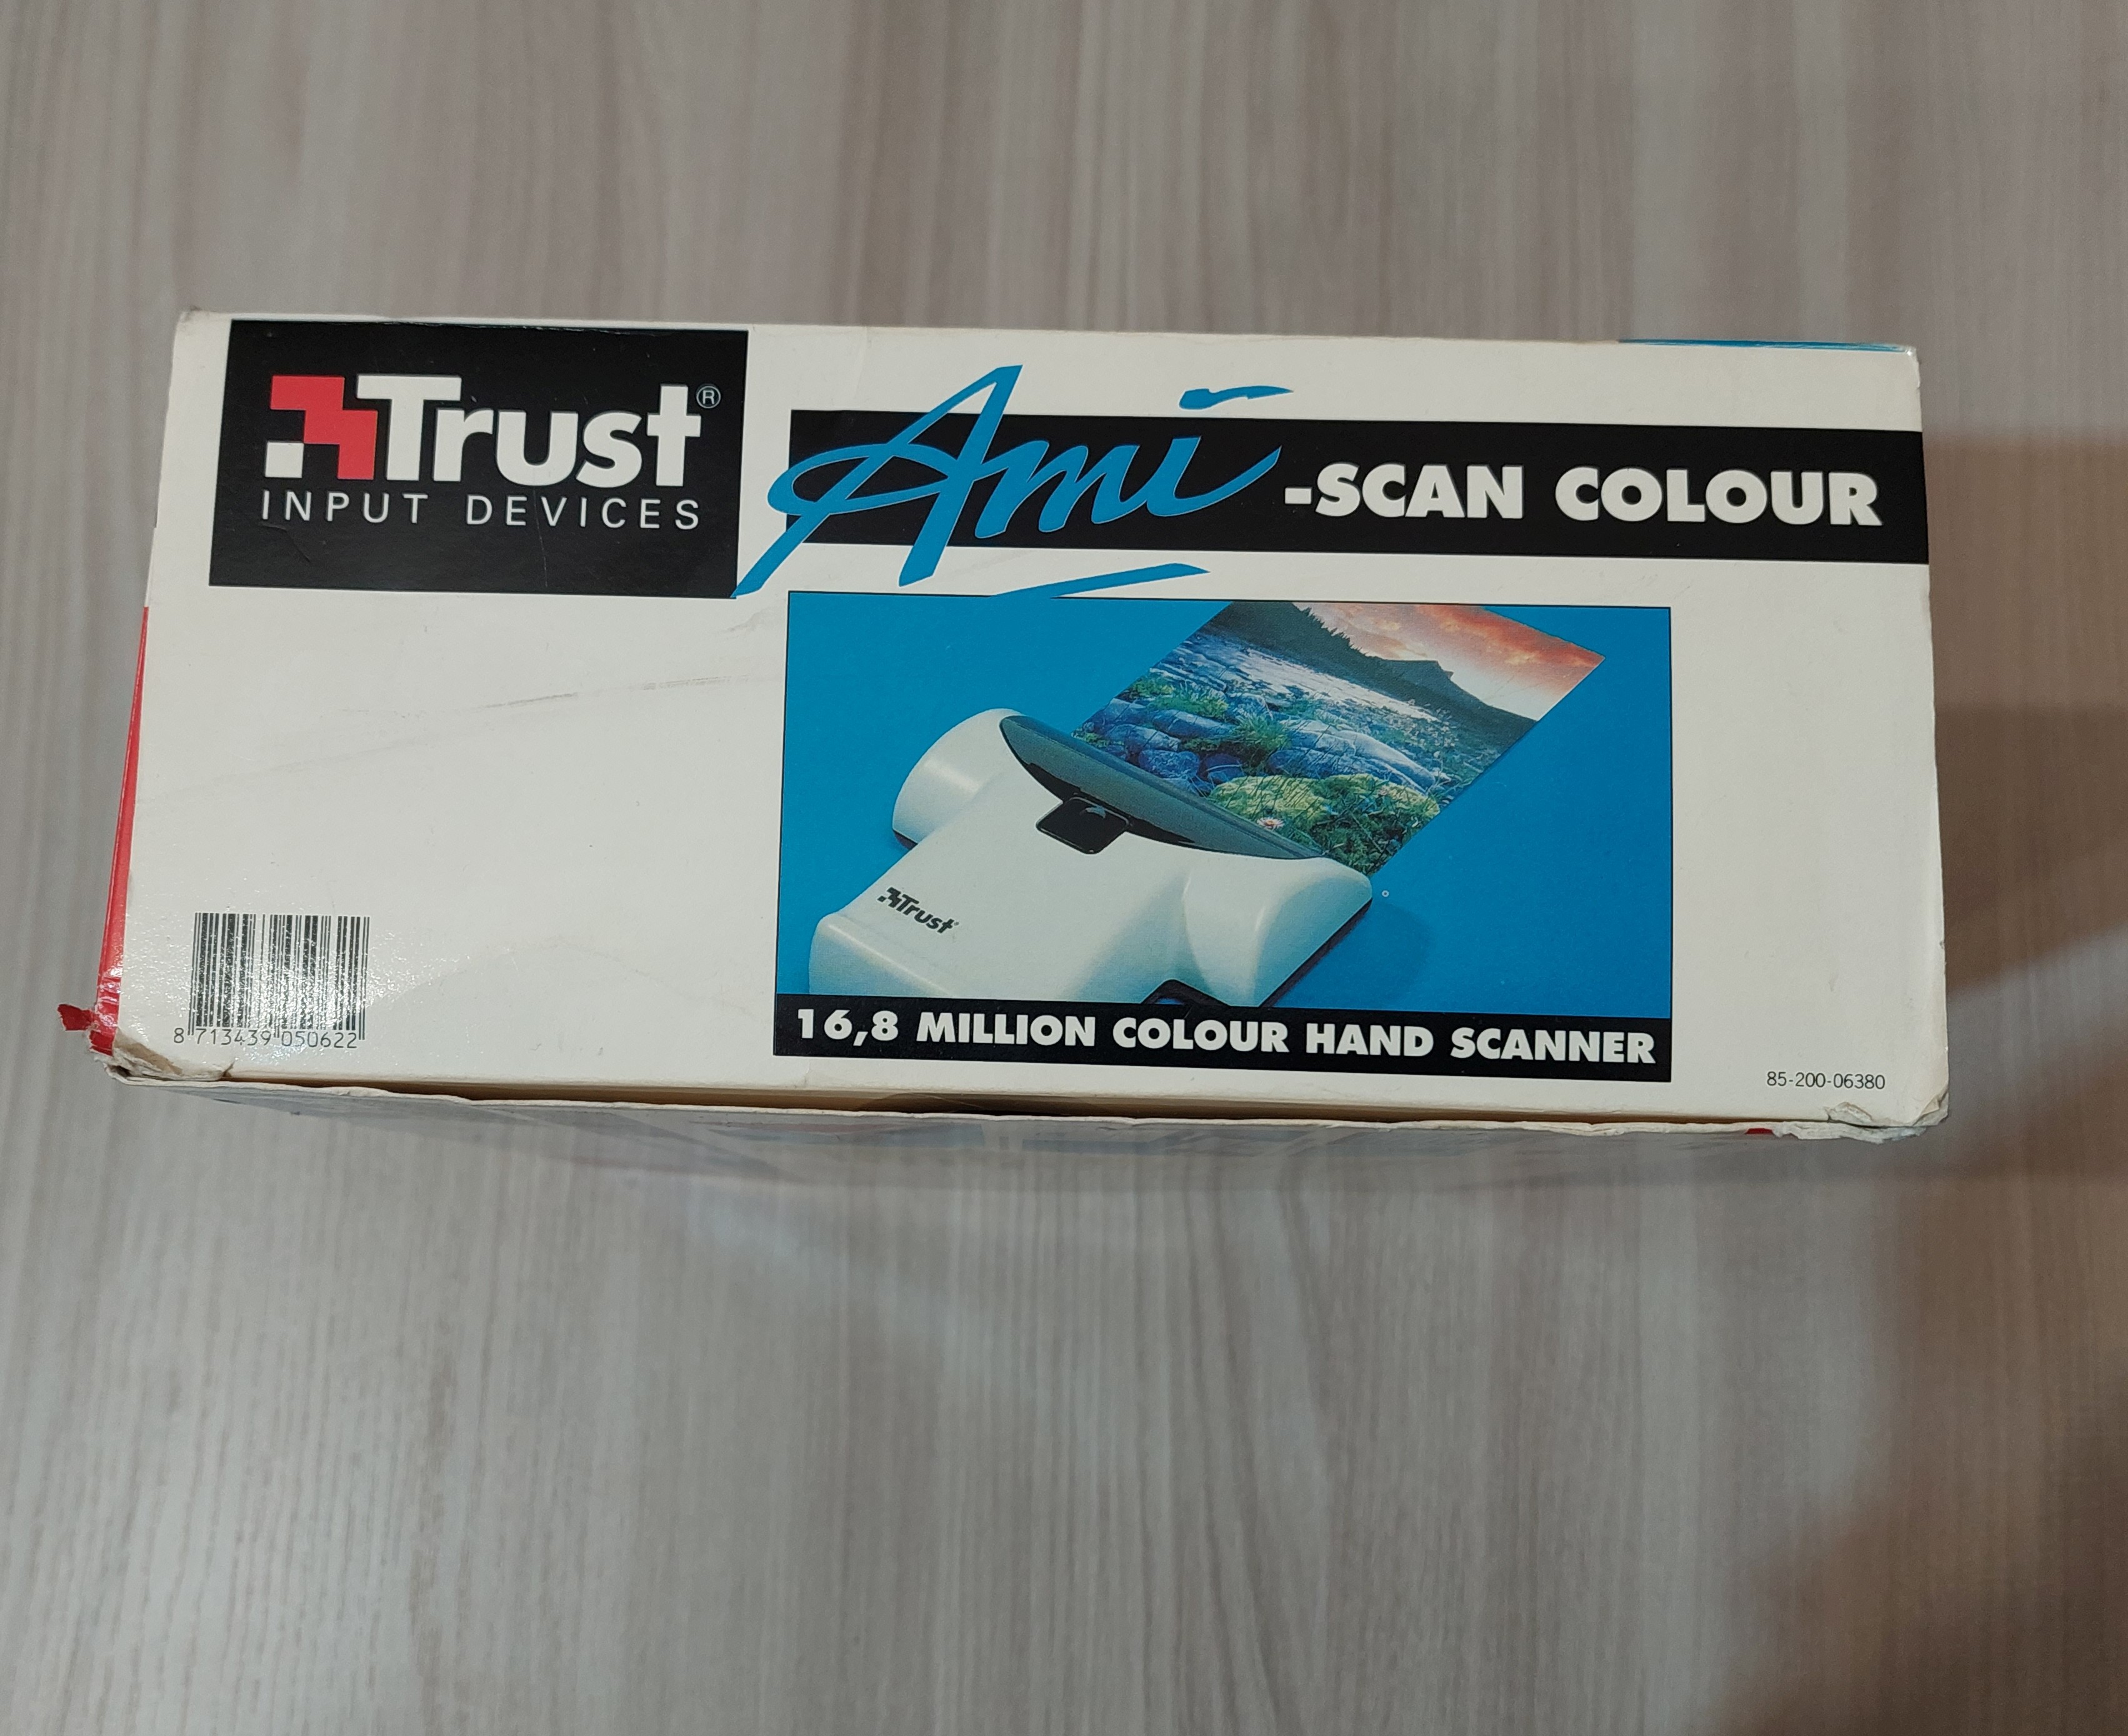 Trust®
INPUT DEVICES
Ami-SCAN COLOUR
Trust
16,8 MILLION COLOUR HAND SCANNER
8 713439 050622
85-200-06380